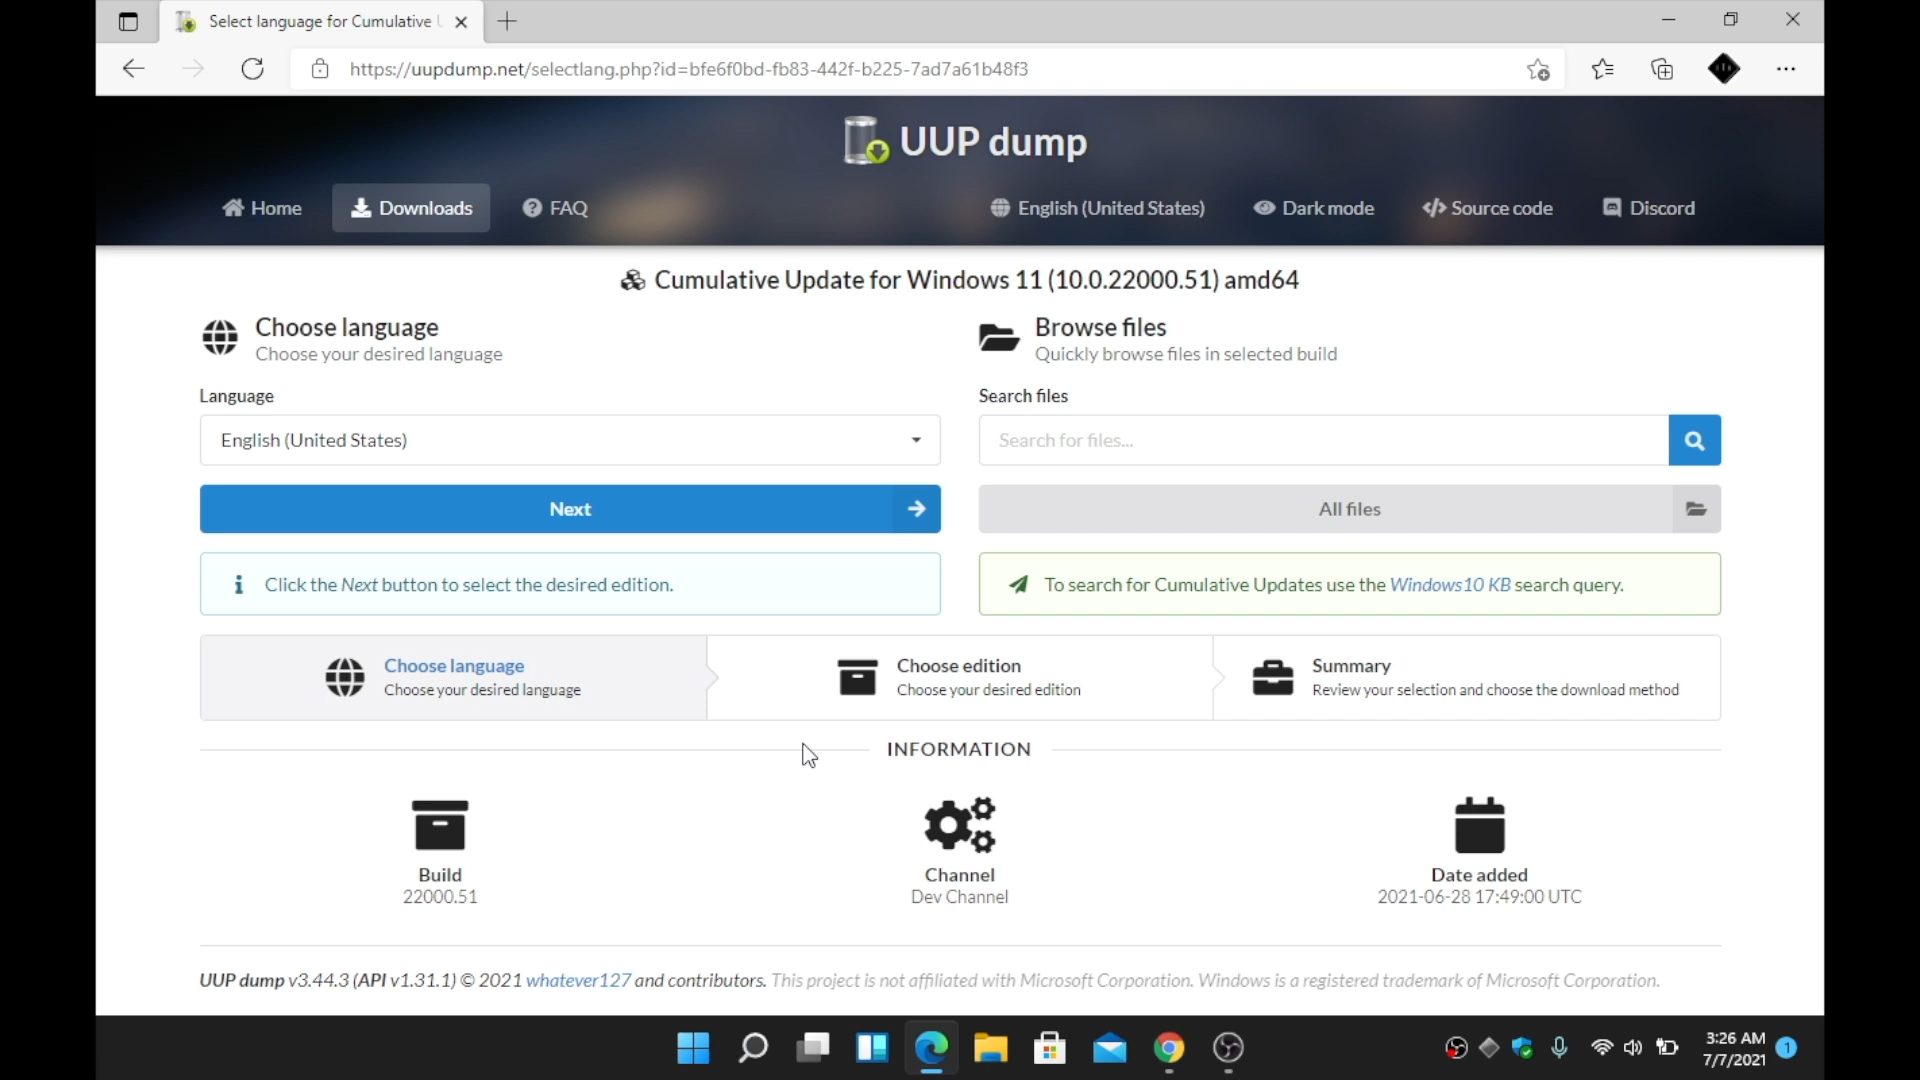 Select language for Cumulative
https://uupdump.net/selectlang.php?id=bfe6f0bd-fb83-442f-b225-7ad7a61b48f3
UUP dump
Home
Downloads
FAQ
English (United States)
Dark mode
Source code
Discord
Cumulative Update for Windows 11 (10.0.22000.51) amd64
Choose language
Choose your desired language
Browse files
Quickly browse files in selected build
Language
Search files
English (United States)
Search for files...
Next
All files
Click the Next button to select the desired edition.
To search for Cumulative Updates use the Windows10 KB search query.
Choose language
Choose your desired language
Choose edition
Choose your desired edition
Summary
Review your selection and choose the download method
INFORMATION
Build
22000.51
Channel
Dev Channel
Date added
2021-06-28 17:49:00 UTC
UUP dump v3.44.3 (API v1.31.1) © 2021 whatever127 and contributors. This project is not affiliated with Microsoft Corporation. Windows is a registered trademark of Microsoft Corporation.
3:26 AM
7/7/2021
1